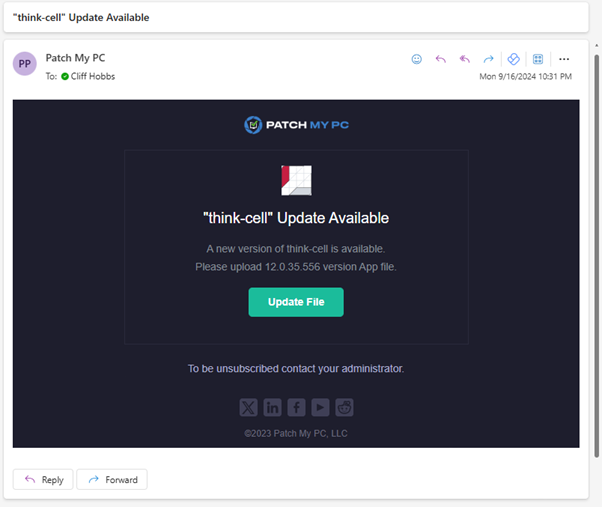 "think-cell" Update Available
PP
Patch My PC
To: Cliff Hobbs
Mon 9/16/2024 10:31 PM
PATCH MY PC
"think-cell" Update Available
A new version of think-cell is available.
Please upload 12.0.35.556 version App file.
Update File
To be unsubscribed contact your administrator.
©2023 Patch My PC, LLC
Reply
Forward